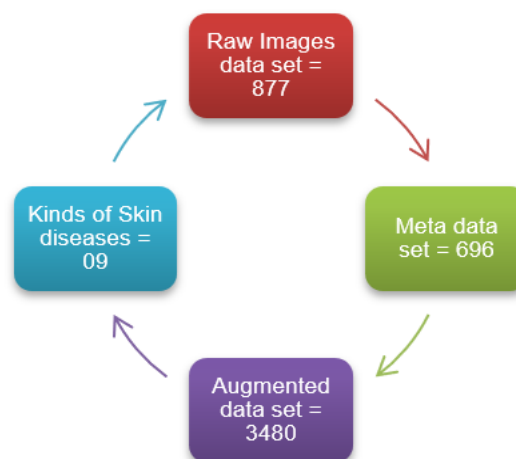 Raw Images
data set =
877
Meta data
set = 696
Augmented
data set =
3480
Kinds of Skin
diseases =
09